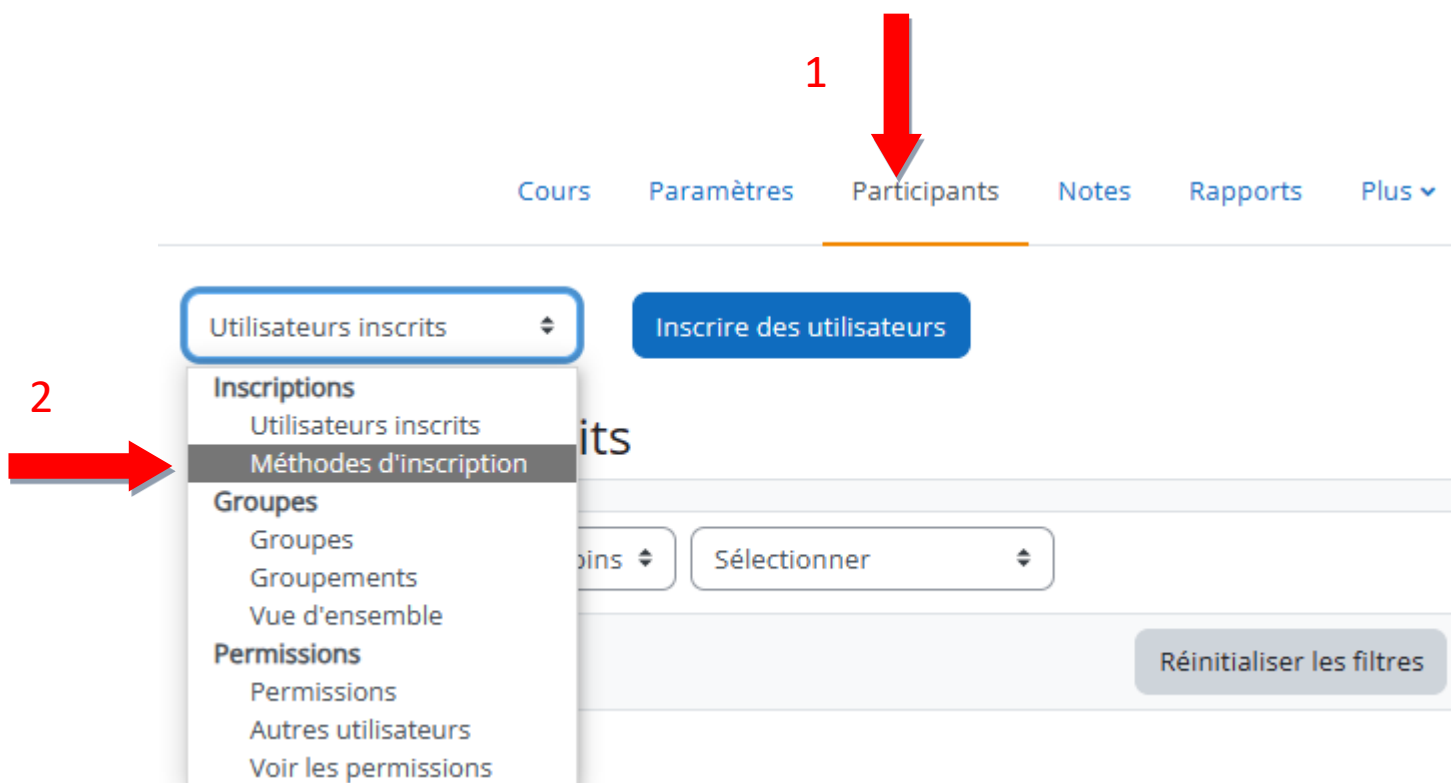 1
Cours Paramètres Participants Notes Rapports Plus
Utilisateurs inscrits Inscrire des utilisateurs
2
Inscriptions
Utilisateurs inscrits
its
Méthodes d'inscription
Groupes
Groupes
oins Sélectionner
Groupements
Vue d'ensemble
Permissions
Réinitialiser les filtres
Permissions
Autres utilisateurs
Voir les permissions